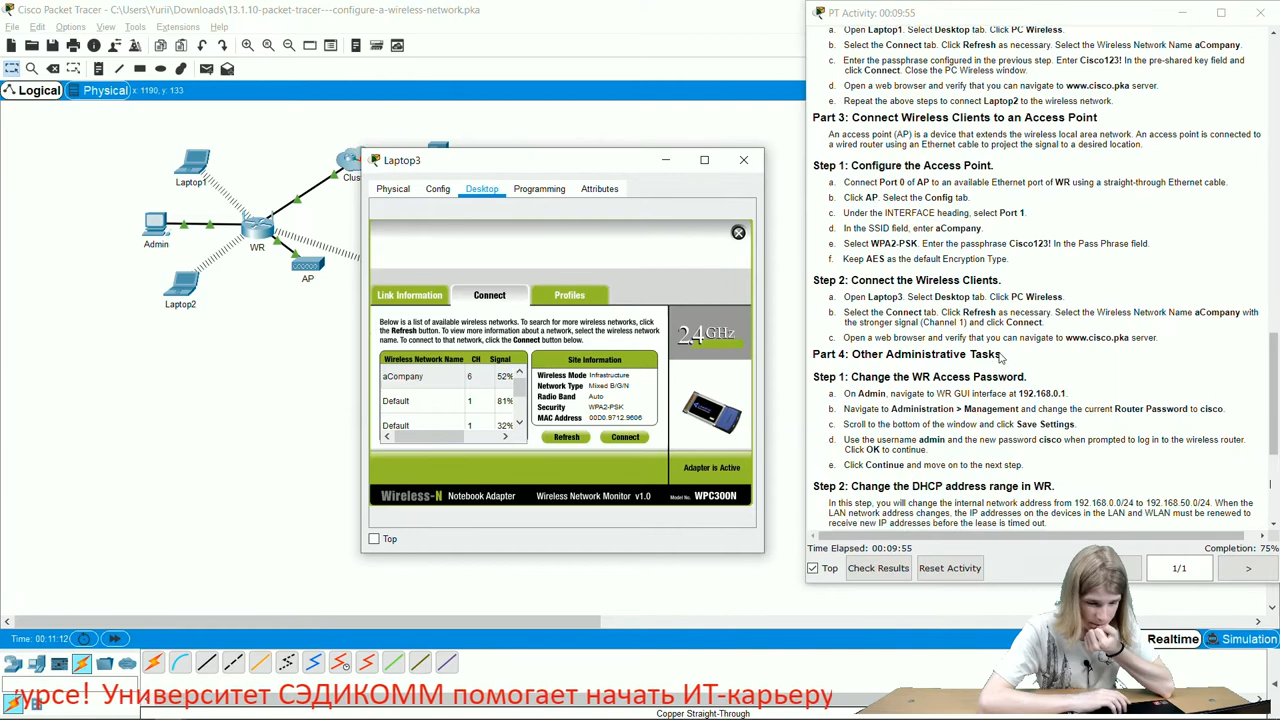 Cisco Packet Tracer - C:\Users\Yurii\Downloads\13.1.10-packet-tracer---configure-a-wireless-network.pka
File Edit Options View Tools Extensions Help
Logical Physical x: 1190, y: 133
Laptop1
Admin
Laptop2
WR
AP
Clus
Laptop3
Physical Config Desktop Programming Attributes
Link Information Connect Profiles
Below is a list of available wireless networks. To search for more wireless networks, click
the Refresh button. To view more information about a network, select the wireless network
name. To connect to that network, click the Connect button below.
2.4GHz
Wireless Network Name CH Signal
aCompany 6 52%
Default 1 81%
Default 1 32%
Site Information
Wireless Mode Infrastructure
Network Type Mixed B/G/N
Radio Band Auto
Security WPA2-PSK
MAC Address 00D0.9712.9606
Refresh Connect
Adapter is Active
Wireless-N Notebook Adapter Wireless Network Monitor v1.0 Model No. WPC300N
Top
PT Activity: 00:09:55
a. Open Laptop1. Select Desktop tab. Click PC Wireless.
b. Select the Connect tab. Click Refresh as necessary. Select the Wireless Network Name aCompany.
c. Enter the passphrase configured in the previous step. Enter Cisco123! In the pre-shared key field and
click Connect. Close the PC Wireless window.
d. Open a web browser and verify that you can navigate to www.cisco.pka server.
e. Repeat the above steps to connect Laptop2 to the wireless network.
Part 3: Connect Wireless Clients to an Access Point
An access point (AP) is a device that extends the wireless local area network. An access point is connected to
a wired router using an Ethernet cable to project the signal to a desired location.
Step 1: Configure the Access Point.
a. Connect Port 0 of AP to an available Ethernet port of WR using a straight-through Ethernet cable.
b. Click AP. Select the Config tab.
c. Under the INTERFACE heading, select Port 1.
d. In the SSID field, enter aCompany.
e. Select WPA2-PSK. Enter the passphrase Cisco123! In the Pass Phrase field.
f. Keep AES as the default Encryption Type.
Step 2: Connect the Wireless Clients.
a. Open Laptop3. Select Desktop tab. Click PC Wireless.
b. Select the Connect tab. Click Refresh as necessary. Select the Wireless Network Name aCompany with
the stronger signal (Channel 1) and click Connect.
c. Open a web browser and verify that you can navigate to www.cisco.pka server.
Part 4: Other Administrative Tasks
Step 1: Change the WR Access Password.
a. On Admin, navigate to WR GUI interface at 192.168.0.1.
b. Navigate to Administration > Management and change the current Router Password to cisco.
c. Scroll to the bottom of the window and click Save Settings.
d. Use the username admin and the new password cisco when prompted to log in to the wireless router.
Click OK to continue.
e. Click Continue and move on to the next step.
Step 2: Change the DHCP address range in WR.
In this step, you will change the internal network address from 192.168.0.0/24 to 192.168.50.0/24. When the
LAN network address changes, the IP addresses on the devices in the LAN and WLAN must be renewed to
receive new IP addresses before the lease is timed out.
Time Elapsed: 00:09:55 Completion: 75%
Top Check Results Reset Activity 1/1 >
Time: 00:11:12 Realtime Simulation
урсе! Университет СЭДИКОММ помогает начать ИТ-карьеру
Copper Straight-Through